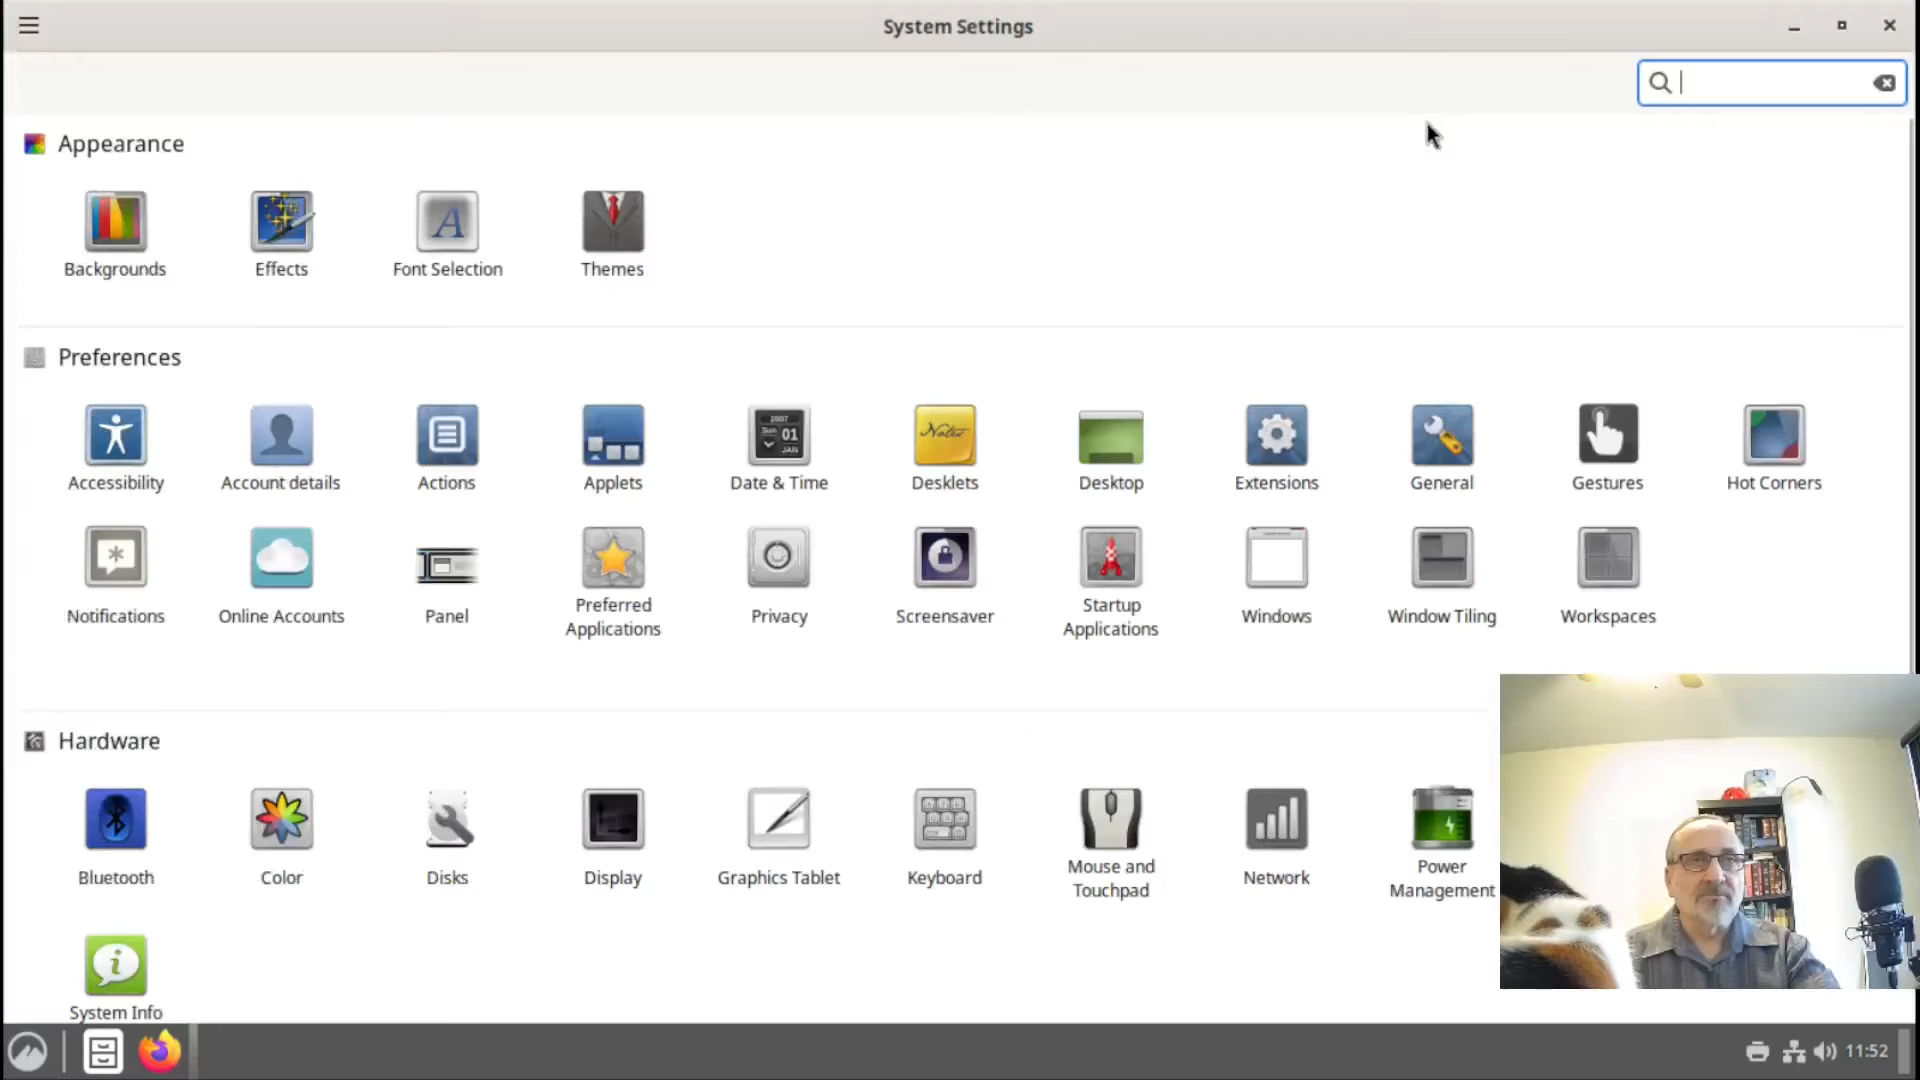 System Settings
Appearance
Backgrounds
Effects
Font Selection
Themes
Preferences
Accessibility
Account details
Actions
Applets
Date & Time
Desklets
Desktop
Extensions
General
Gestures
Hot Corners
Notifications
Online Accounts
Panel
Preferred
Applications
Privacy
Screensaver
Startup
Applications
Windows
Window Tiling
Workspaces
Hardware
Bluetooth
Color
Disks
Display
Graphics Tablet
Keyboard
Mouse and
Touchpad
Network
Power
Management
System Info
11:52